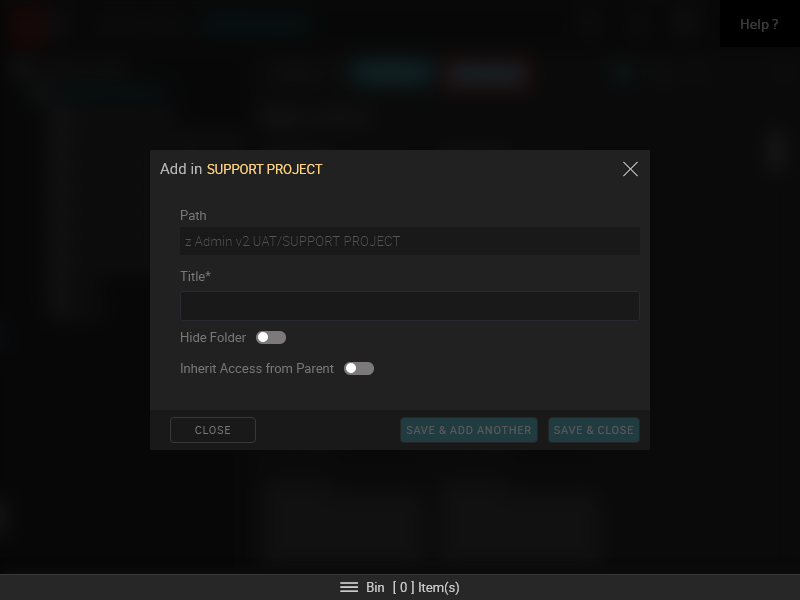 Help ?
Add in SUPPORT PROJECT
Path
z Admin v2 UAT/SUPPORT PROJECT
Title*
Hide Folder
Inherit Access from Parent
CLOSE
SAVE & ADD ANOTHER
SAVE & CLOSE
Bin [ 0 ] Item(s)